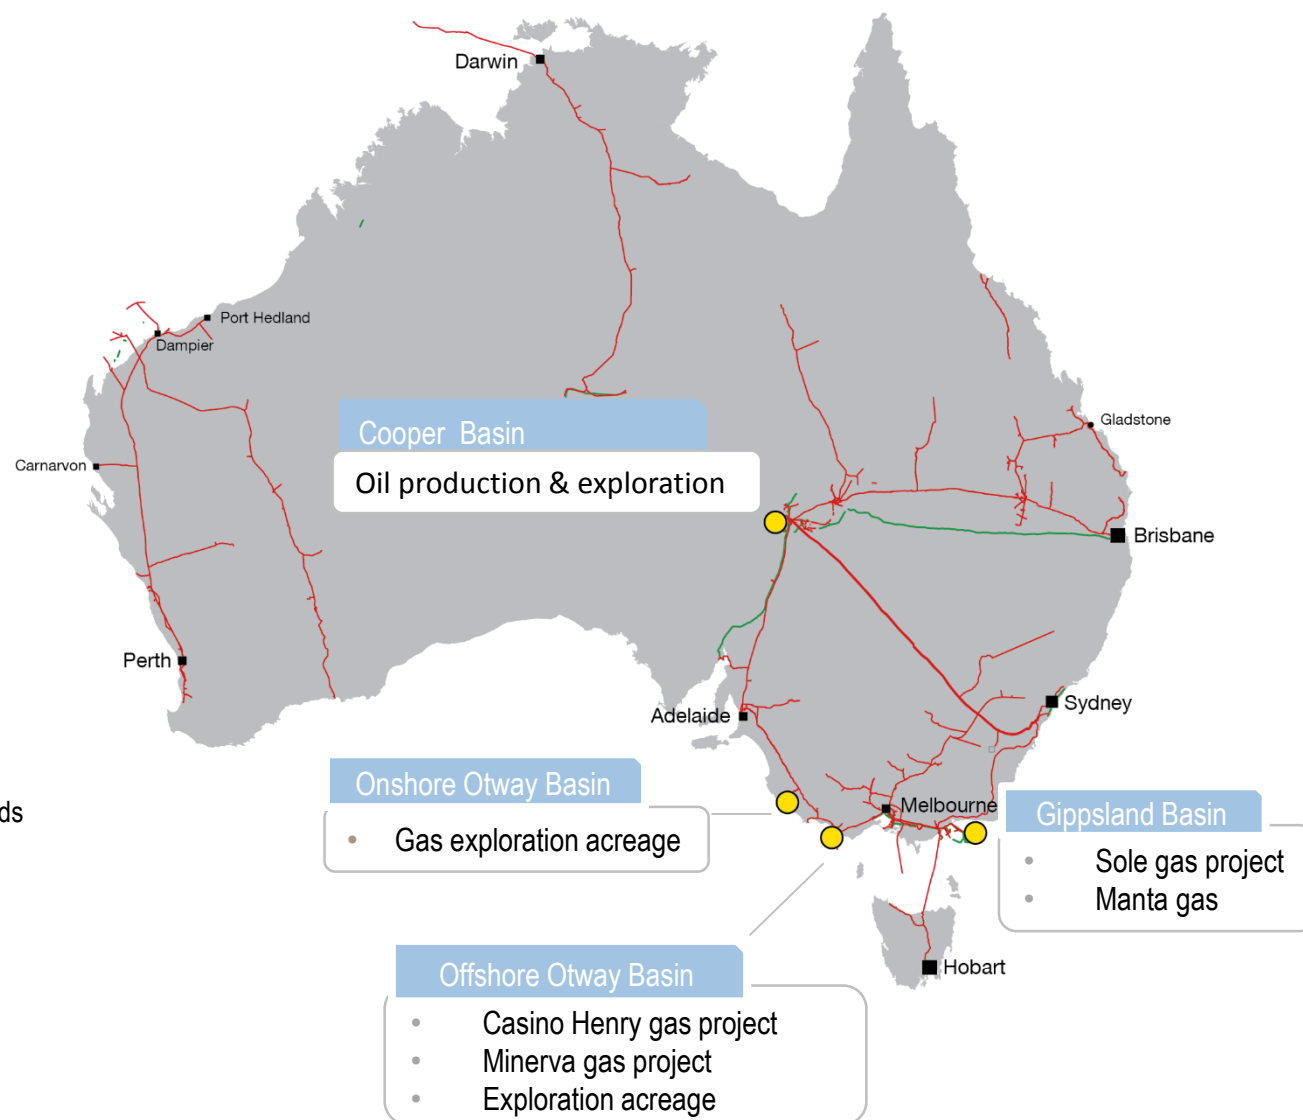 Darwin
Port Hedland
Dampier
Cooper Basin
Oil production & exploration
Gladstone
Carnarvon
Brisbane
Perth
Adelaide
Sydney
Onshore Otway Basin
• Gas exploration acreage
ds
Melbourne
Gippsland Basin
• Sole gas project
• Manta gas
Offshore Otway Basin
• Casino Henry gas project
• Minerva gas project
• Exploration acreage
Hobart